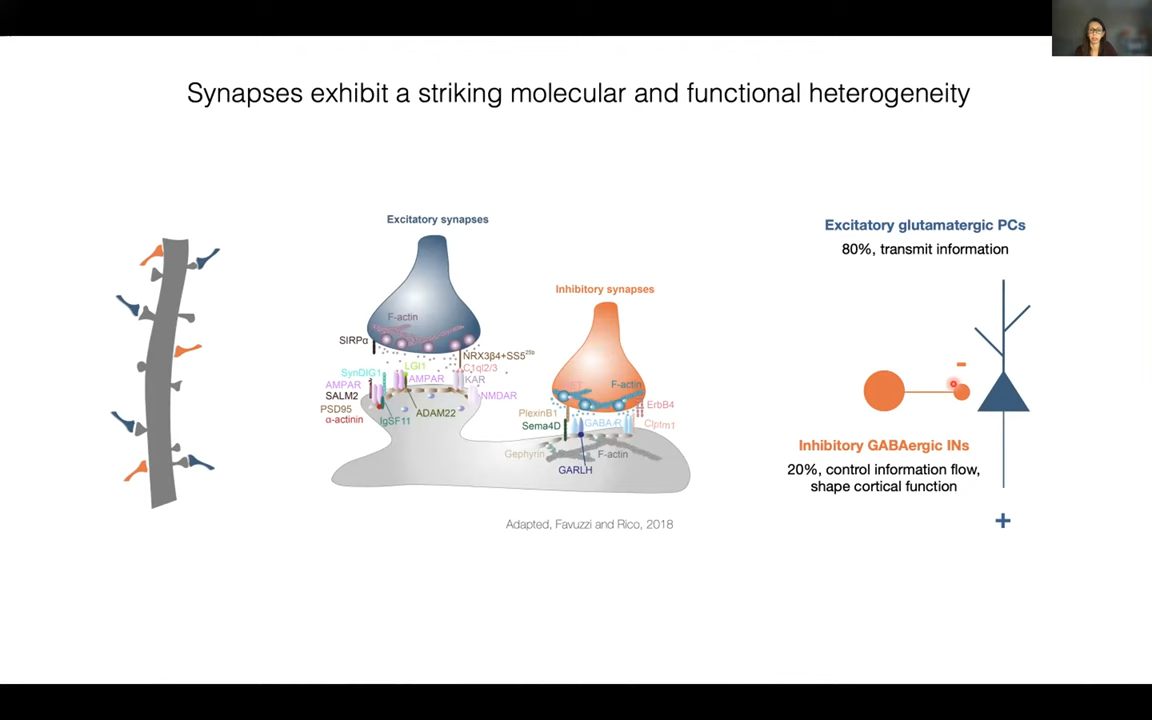 Synapses exhibit a striking molecular and functional heterogeneity
Excitatory synapses
F-actin
SIRPα
NRX3β4+SS5²⁵ᵇ
C1ql2/3
KAR
SynDIG1
LGI1
AMPAR
AMPAR
SALM2
NMDAR
PSD95
α-actinin
IgSF11
ADAM22
Inhibitory synapses
F-actin
PlexinB1
Sema4D
ErbB4
GABAAR
Clptm1
Gephyrin
F-actin
GARLH
Adapted, Favuzzi and Rico, 2018
Excitatory glutamatergic PCs
80%, transmit information
-
Inhibitory GABAergic INs
20%, control information flow,
shape cortical function
+